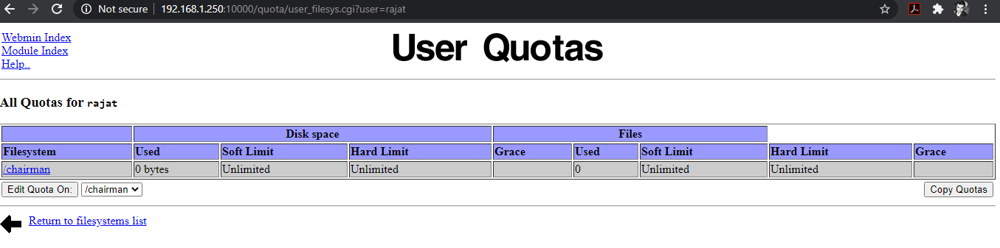 Not secure 192.168.1.250:10000/quota/user_filesys.cgi?user=rajat
Webmin Index
Module Index
Help..
User Quotas
All Quotas for rajat
Disk space Files
Filesystem Used Soft Limit Hard Limit Grace Used Soft Limit Hard Limit Grace
/chairman 0 bytes Unlimited Unlimited 0 Unlimited Unlimited
Edit Quota On: /chairman Copy Quotas
Return to filesystems list